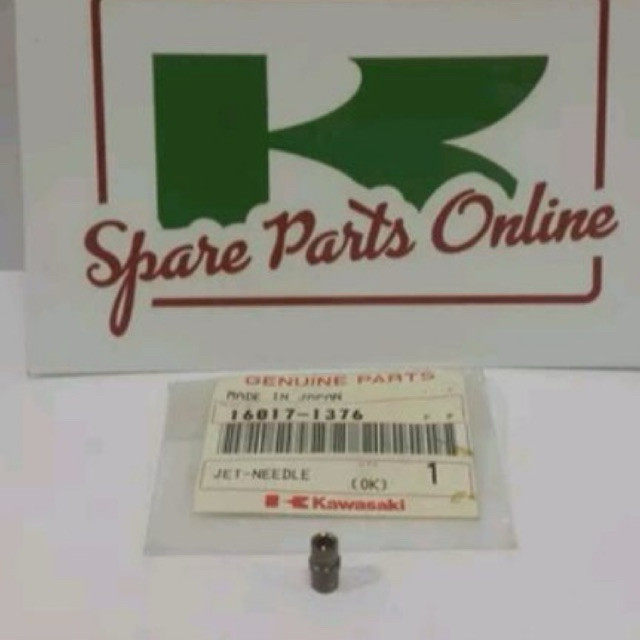 Spare Parts Online
GENUINE PARTS
MADE IN JAPAN
16017-1376
JET-NEEDLE
(OK)
1
Kawasaki